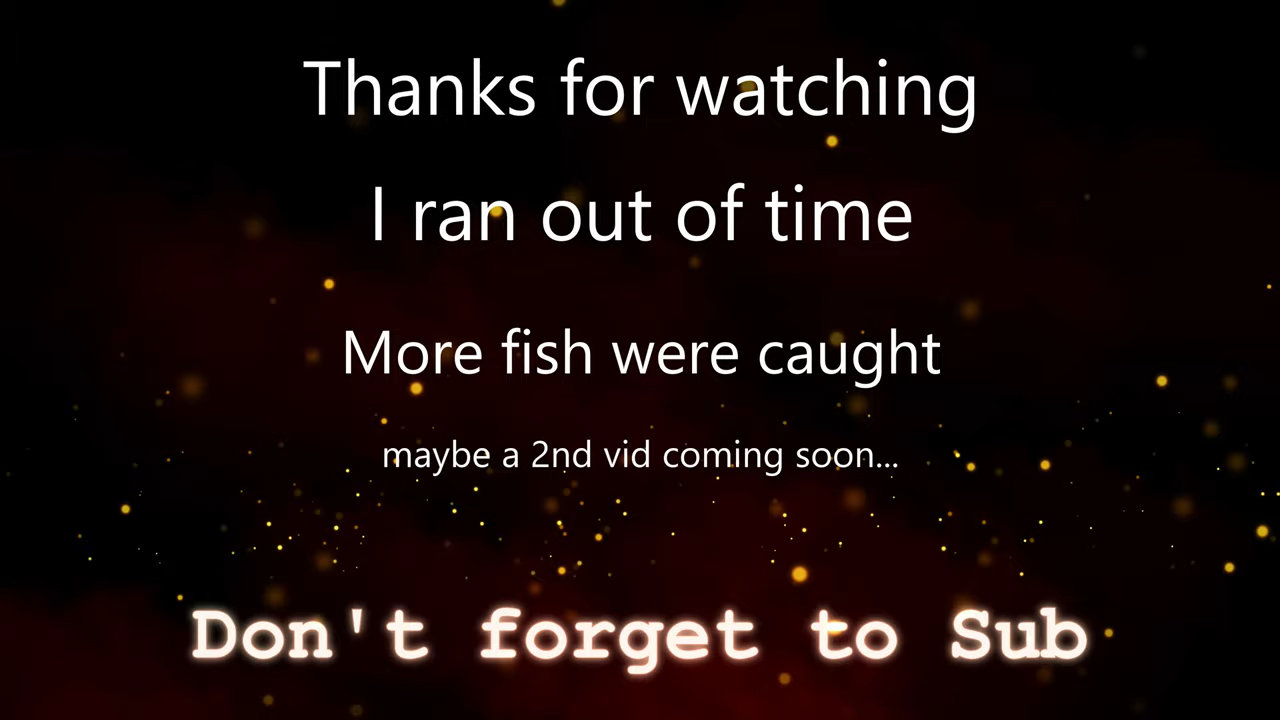 Thanks for watching
I ran out of time
More fish were caught
maybe a 2nd vid coming soon...
Don't forget to Sub